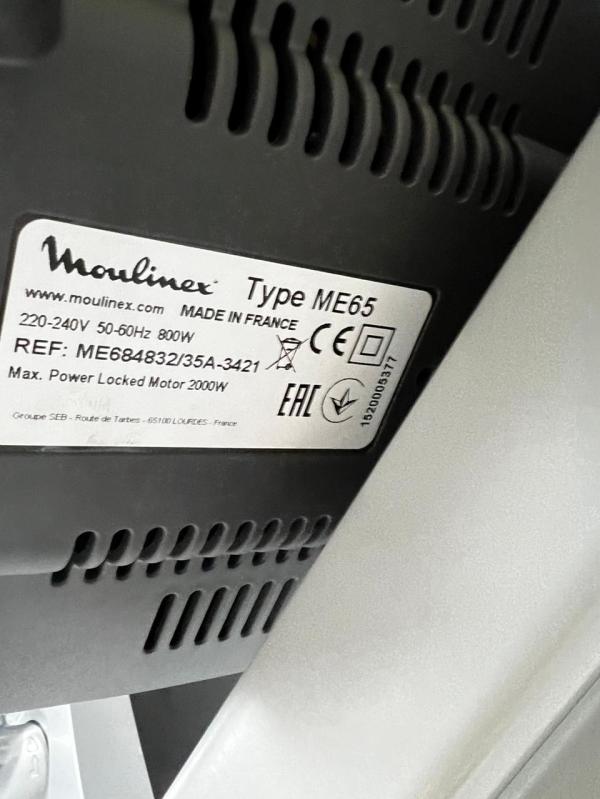 Moulinex Type ME65
www.moulinex.com MADE IN FRANCE
220-240V 50-60Hz 800W
REF: ME684832/35A-3421
Max. Power Locked Motor 2000W
CE
EAC
1520005377
Groupe SEB - Route de Tarbes - 65100 LOURDES - France